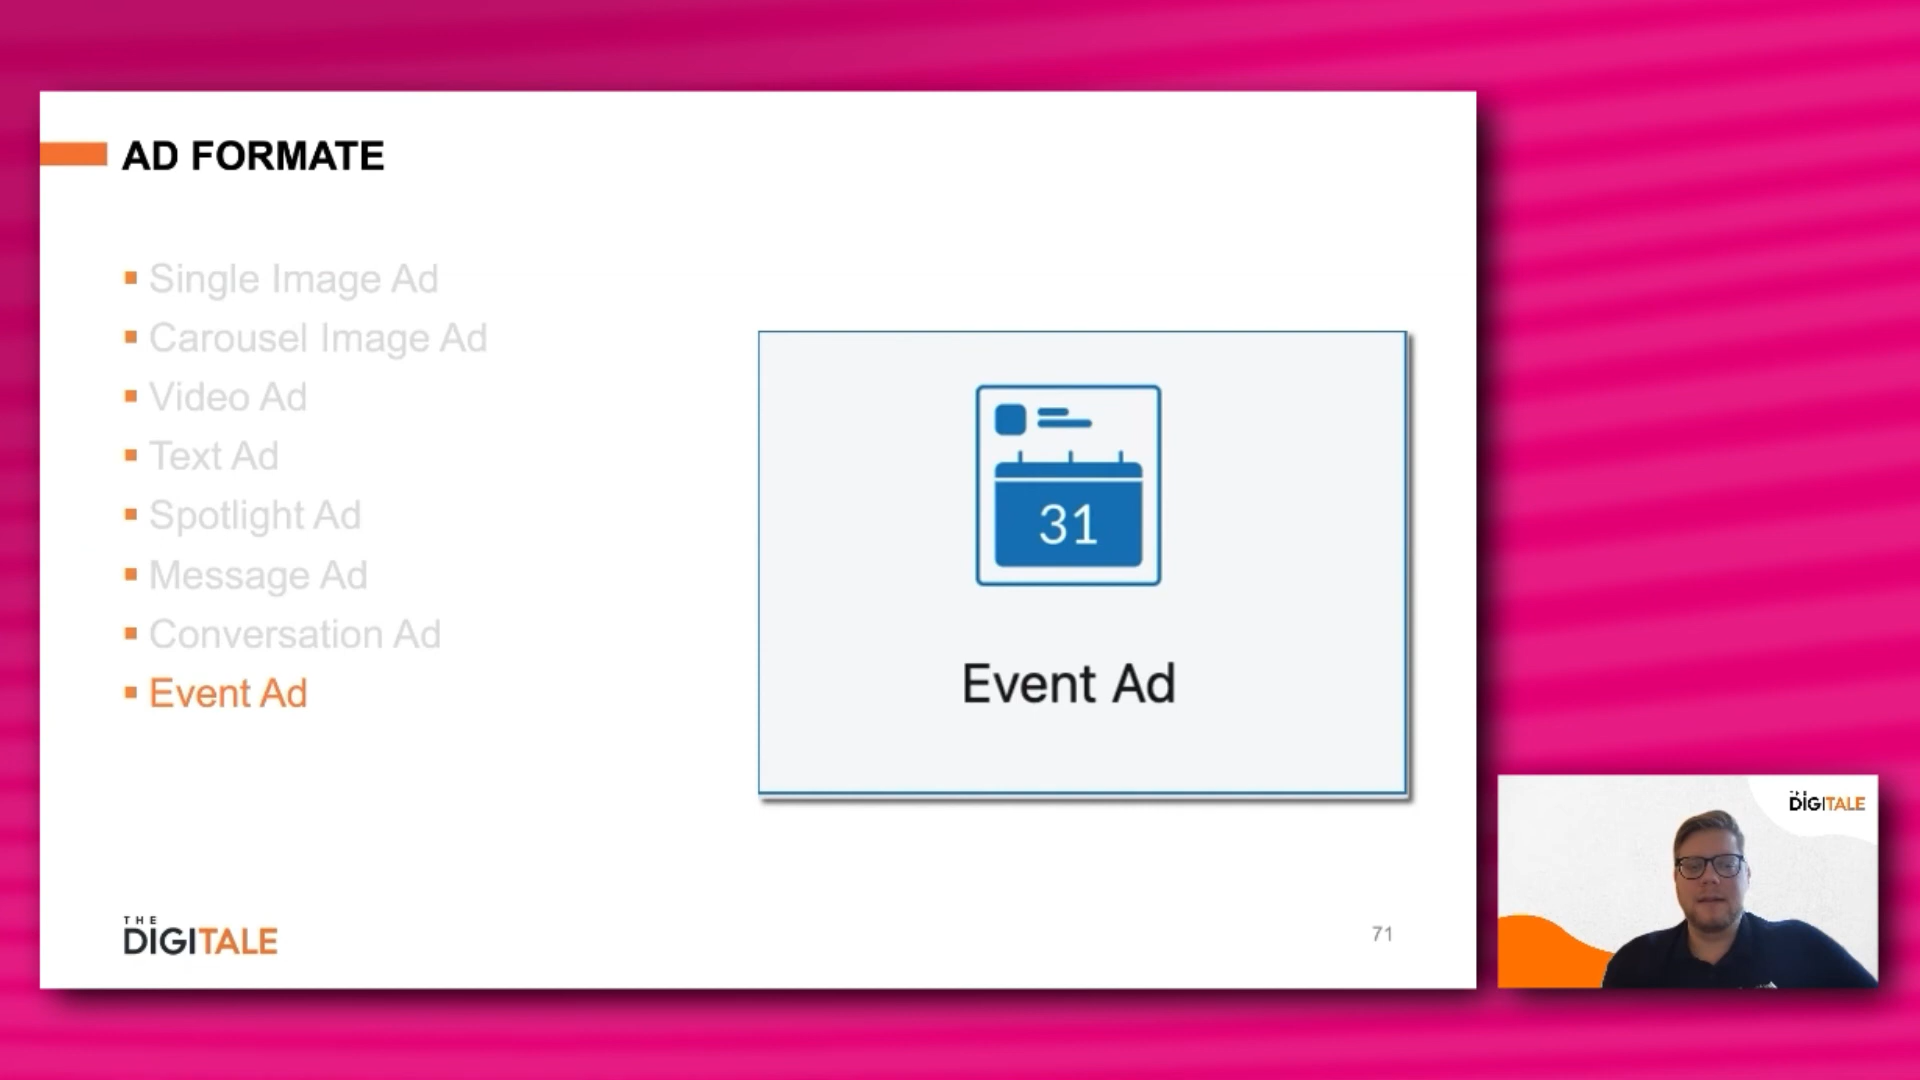 AD FORMATE
Single Image Ad
Carousel Image Ad
Video Ad
Text Ad
Spotlight Ad
Message Ad
Conversation Ad
Event Ad
31
Event Ad
THE
DIGITALE
71
DIGITALE